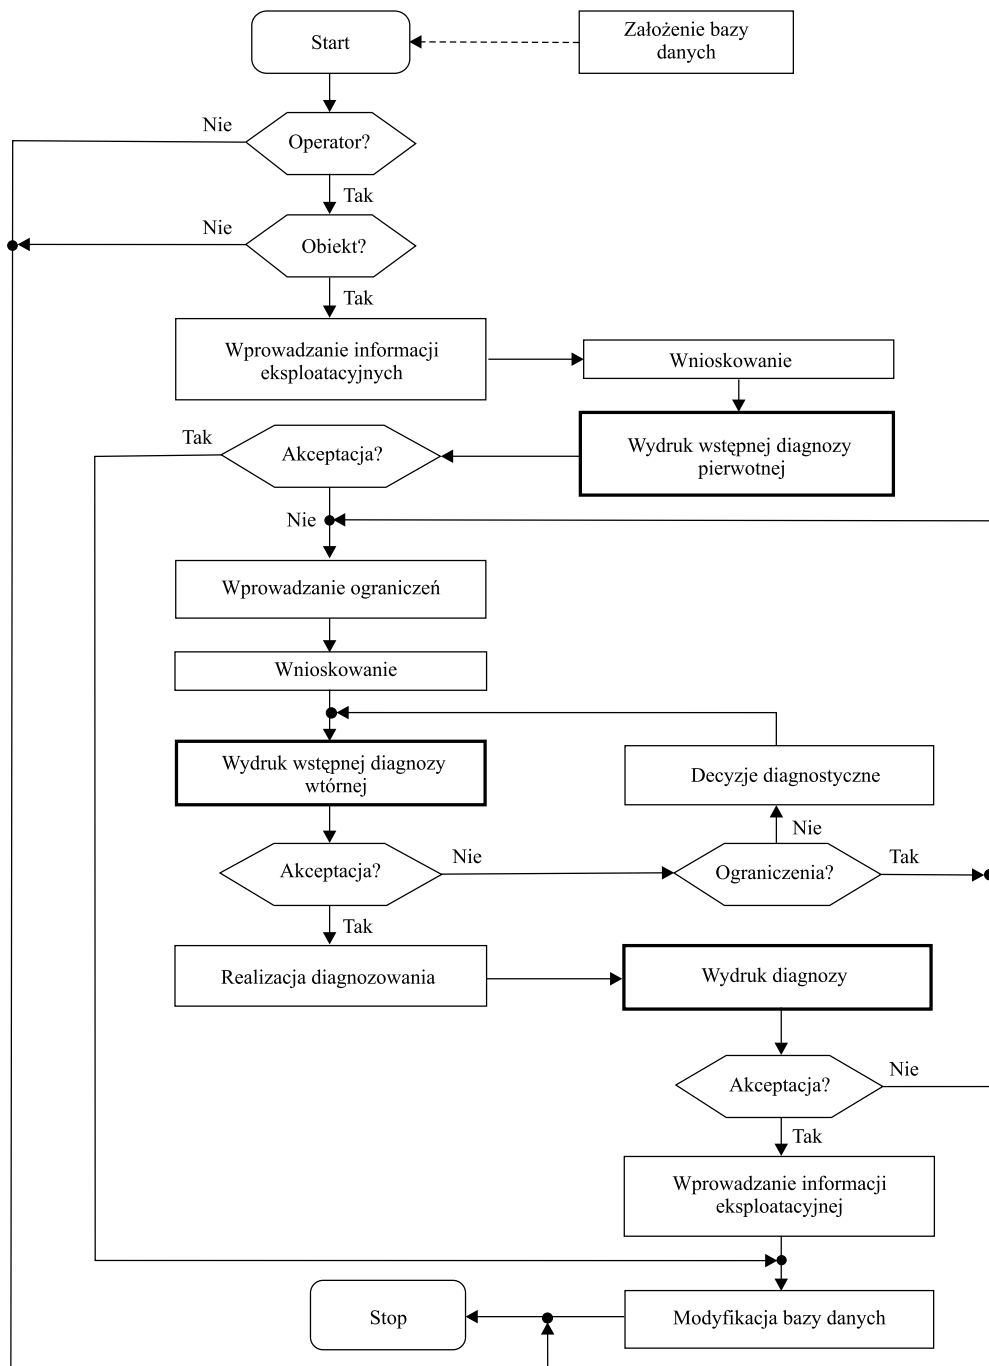 Start
Założenie bazy
danych
Nie
Operator?
Tak
Nie
Obiekt?
Tak
Wprowadzanie informacji
eksploatacyjnych
Wnioskowanie
Wydruk wstępnej diagnozy
pierwotnej
Tak
Akceptacja?
Nie
Wprowadzanie ograniczeń
Wnioskowanie
Wydruk wstępnej diagnozy
wtórnej
Decyzje diagnostyczne
Nie
Akceptacja?
Nie
Ograniczenia?
Tak
Tak
Realizacja diagnozowania
Wydruk diagnozy
Akceptacja?
Nie
Tak
Wprowadzanie informacji
eksploatacyjnej
Stop
Modyfikacja bazy danych